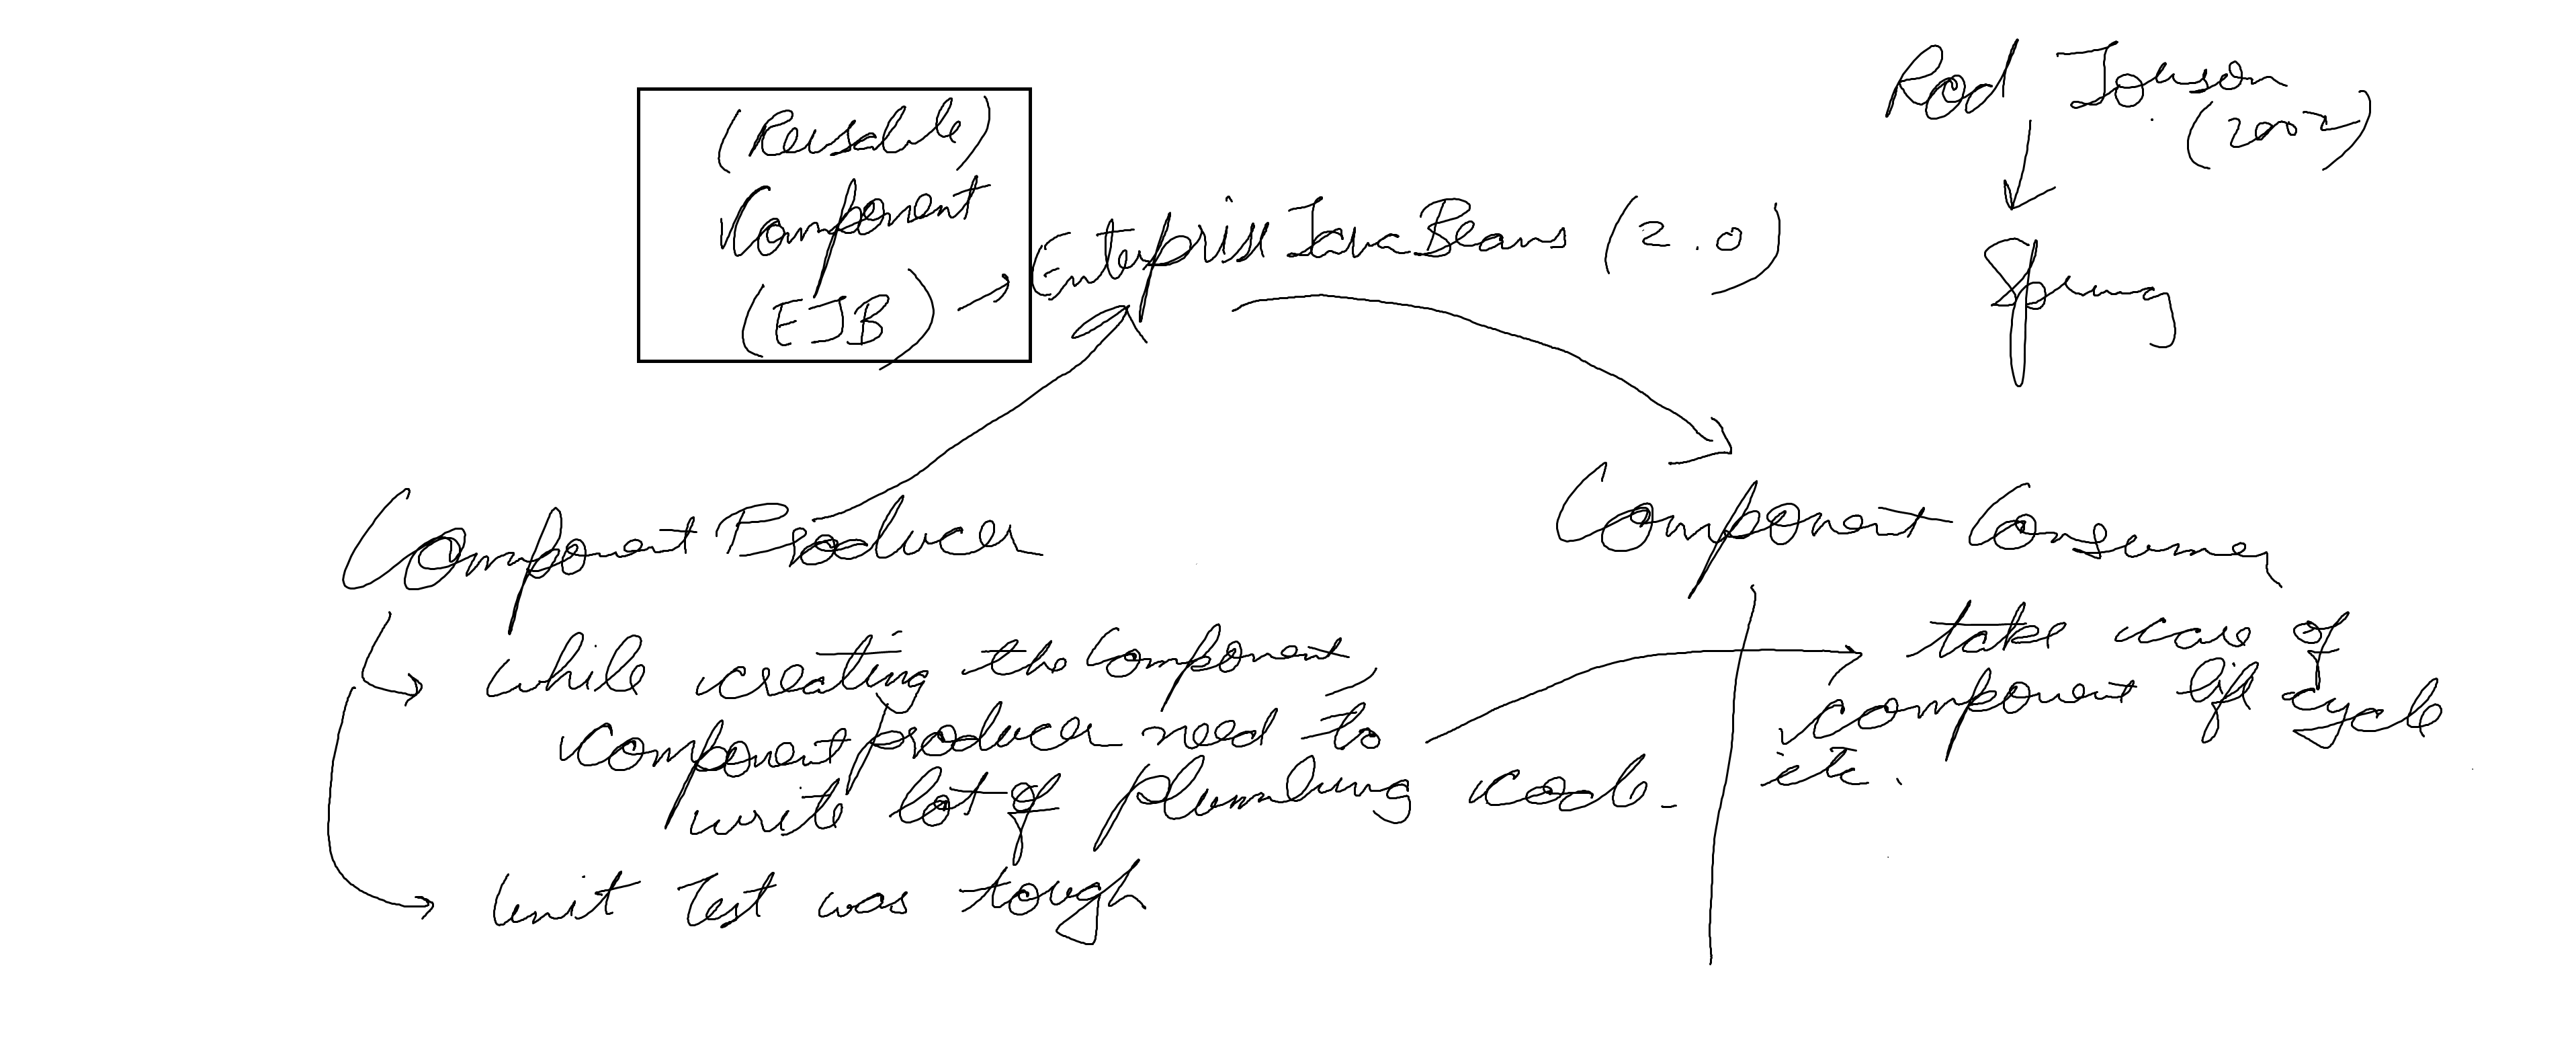 Rod Jouson
(2002)
Spring
(Reusable)
Component
(EJB) → Enterprise Java Beans (2.0)
Component Producer
Component Consumer
while creating the component,
component producer need to
write lot of plumbing code.
Unit Test was tough
take care of
component life cycle
etc.